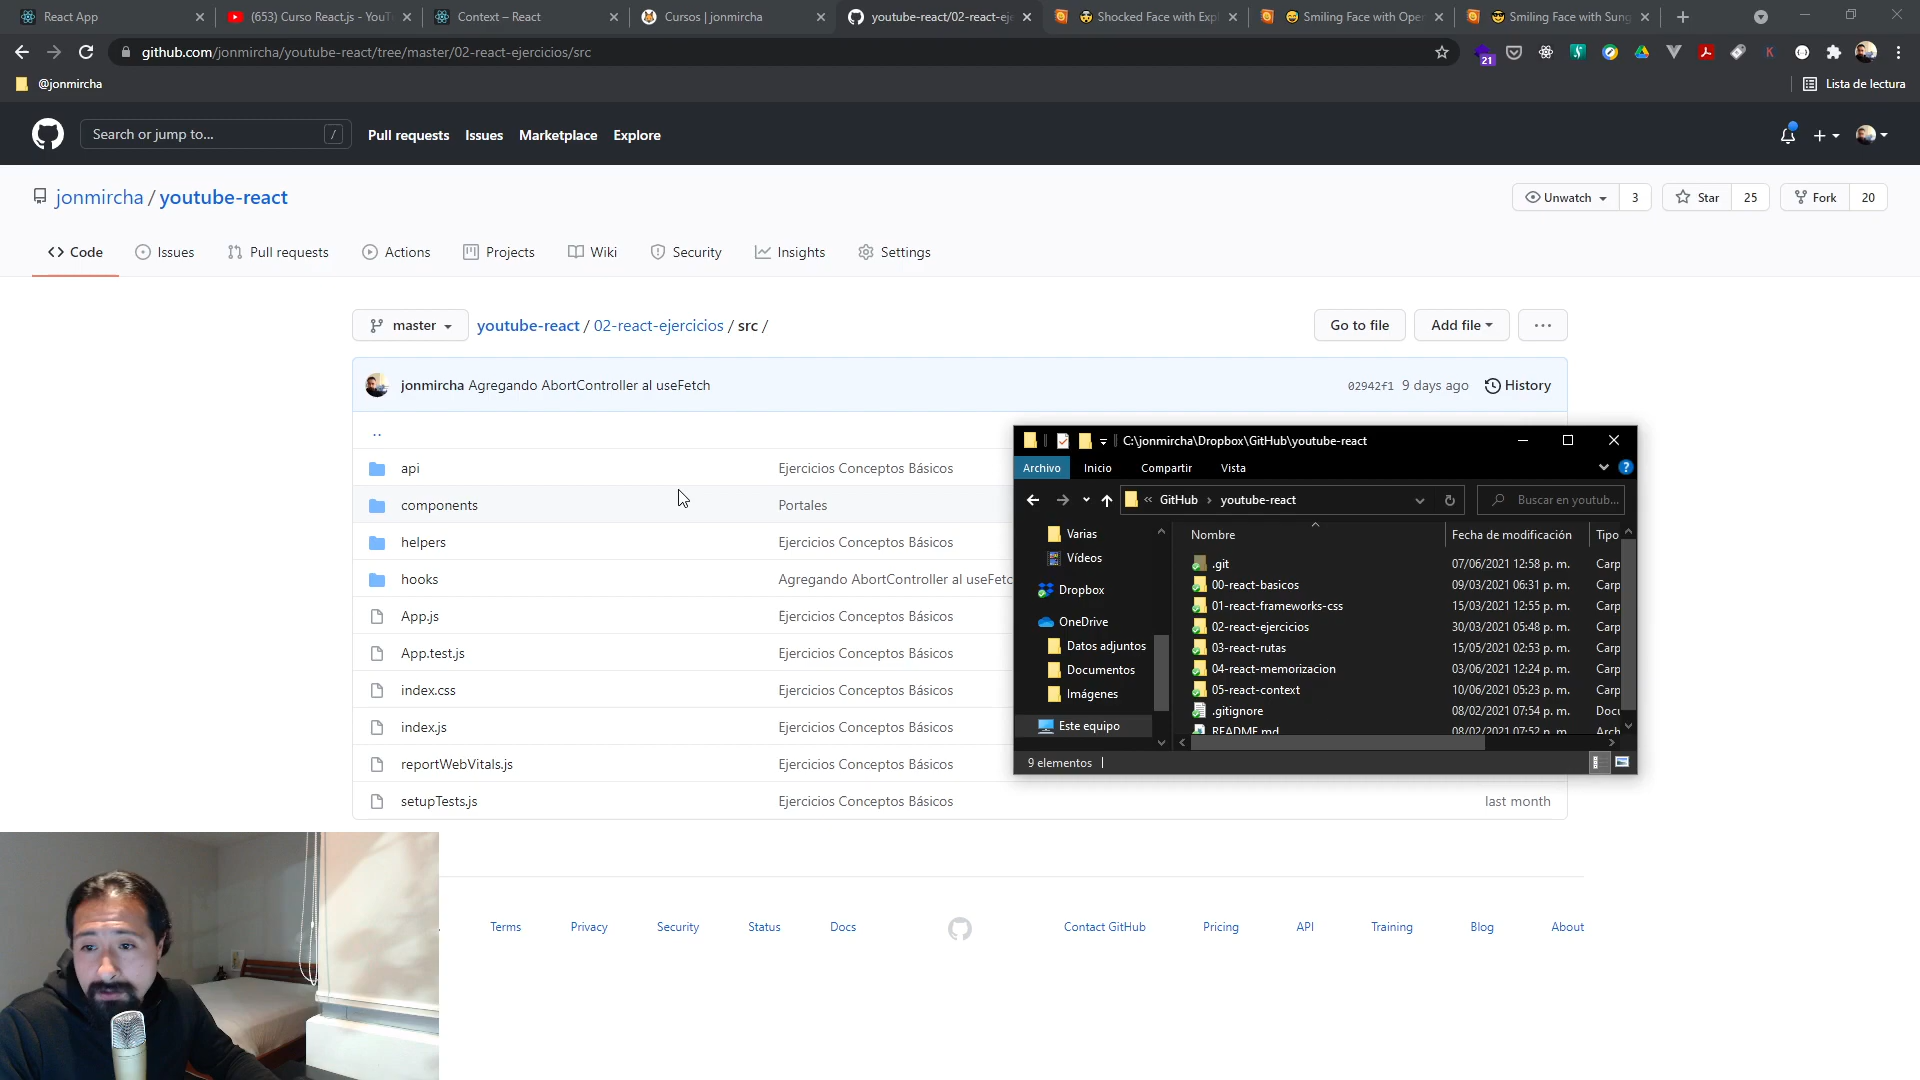 React App
(653) Curso React.js - YouT
Context – React
Cursos | jonmircha
youtube-react/02-react-eje
Shocked Face with Expl
Smiling Face with Open
Smiling Face with Sung
github.com/jonmircha/youtube-react/tree/master/02-react-ejercicios/src
21
@jonmircha
Lista de lectura
Search or jump to...
/
Pull requests
Issues
Marketplace
Explore
jonmircha / youtube-react
Unwatch
3
Star
25
Fork
20
Code
Issues
Pull requests
Actions
Projects
Wiki
Security
Insights
Settings
master
youtube-react / 02-react-ejercicios / src /
Go to file
Add file
jonmircha Agregando AbortController al useFetch
02942f1 9 days ago
History
..
api
Ejercicios Conceptos Básicos
components
Portales
helpers
Ejercicios Conceptos Básicos
hooks
Agregando AbortController al useFetc
App.js
Ejercicios Conceptos Básicos
App.test.js
Ejercicios Conceptos Básicos
index.css
Ejercicios Conceptos Básicos
index.js
Ejercicios Conceptos Básicos
reportWebVitals.js
Ejercicios Conceptos Básicos
setupTests.js
Ejercicios Conceptos Básicos
last month
C:\jonmircha\Dropbox\GitHub\youtube-react
Archivo
Inicio
Compartir
Vista
GitHub
youtube-react
Buscar en youtub...
Varias
Vídeos
Dropbox
OneDrive
Datos adjuntos
Documentos
Imágenes
Este equipo
Nombre
Fecha de modificación
Tipo
.git
07/06/2021 12:58 p. m.
Carp
00-react-basicos
09/03/2021 06:31 p. m.
Carp
01-react-frameworks-css
15/03/2021 12:55 p. m.
Carp
02-react-ejercicios
30/03/2021 05:48 p. m.
Carp
03-react-rutas
15/05/2021 02:53 p. m.
Carp
04-react-memorizacion
03/06/2021 12:24 p. m.
Carp
05-react-context
10/06/2021 05:23 p. m.
Carp
.gitignore
08/02/2021 07:54 p. m.
Docu
README.md
08/02/2021 07:52 p. m.
Arch
9 elementos
Terms
Privacy
Security
Status
Docs
Contact GitHub
Pricing
API
Training
Blog
About